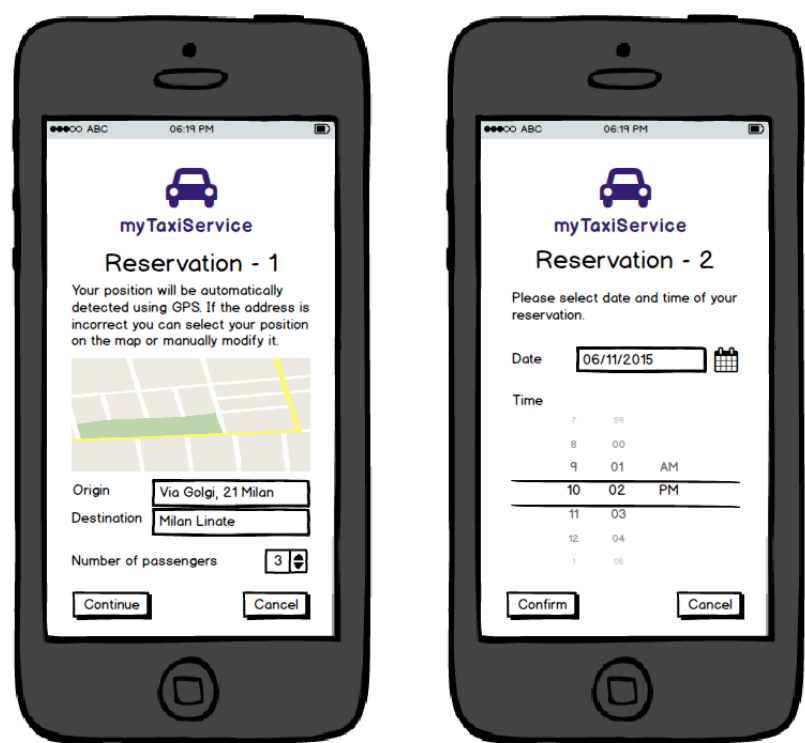 ABC 06:19 PM
myTaxiService
Reservation - 1
Your position will be automatically
detected using GPS. If the address is
incorrect you can select your position
on the map or manually modify it.
Origin Via Golgi, 21 Milan
Destination Milan Linate
Number of passengers 3
Continue Cancel
ABC 06:19 PM
myTaxiService
Reservation - 2
Please select date and time of your
reservation.
Date 06/11/2015
Time
7 59
8 00
9 01 AM
10 02 PM
11 03
12 04
1 05
Confirm Cancel